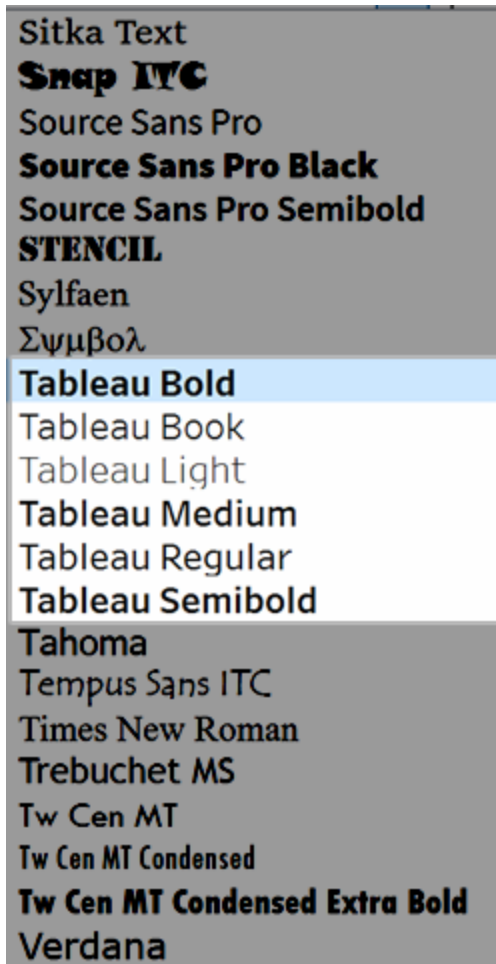 Sitka Text
Snap ITC
Source Sans Pro
Source Sans Pro Black
Source Sans Pro Semibold
STENCIL
Sylfaen
Σψμβολ
Tableau Bold
Tableau Book
Tableau Light
Tableau Medium
Tableau Regular
Tableau Semibold
Tahoma
Tempus Sans ITC
Times New Roman
Trebuchet MS
Tw Cen MT
Tw Cen MT Condensed
Tw Cen MT Condensed Extra Bold
Verdana